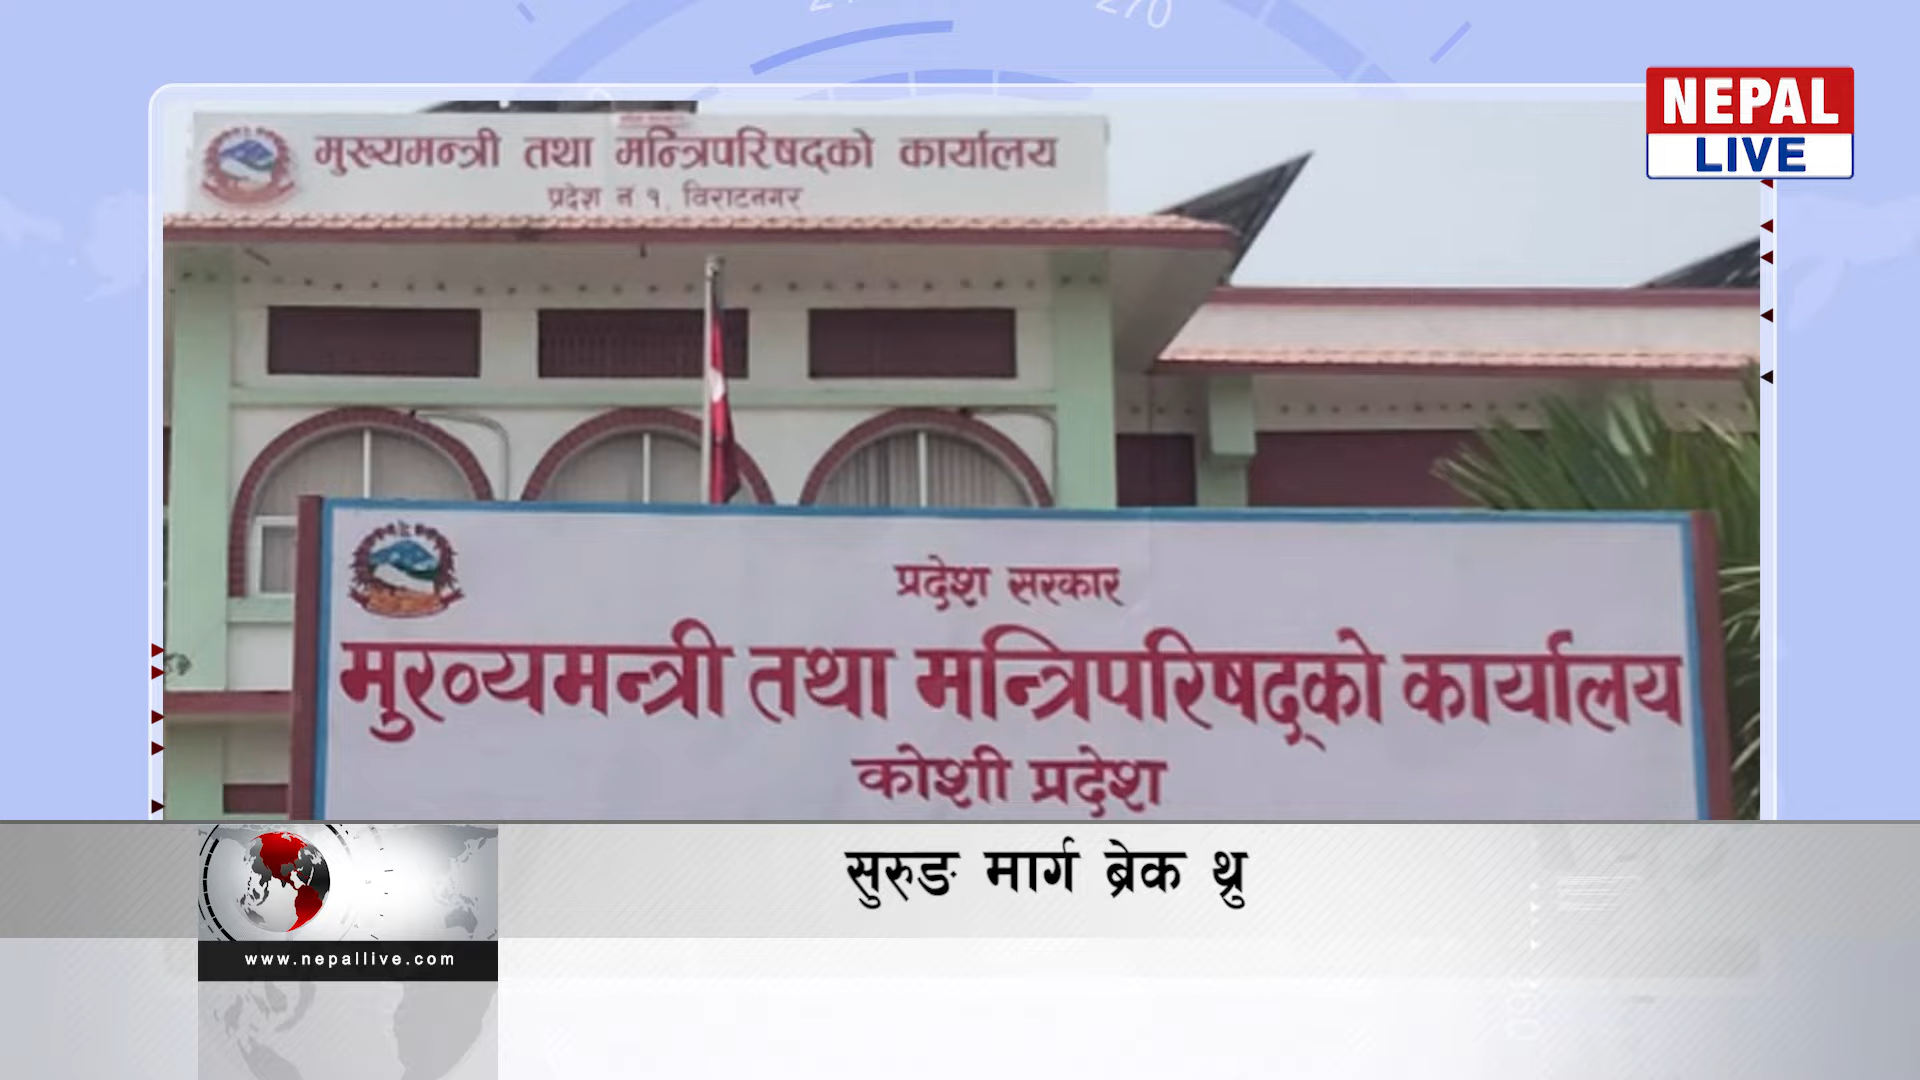 NEPAL
LIVE
मुख्यमन्त्री तथा मन्त्रिपरिषद्को कार्यालय
प्रदेश नं १, विराटनगर
प्रदेश सरकार
मुख्यमन्त्री तथा मन्त्रिपरिषद्को कार्यालय
कोशी प्रदेश
सुरुङ मार्ग ब्रेक थ्रु
www.nepallive.com